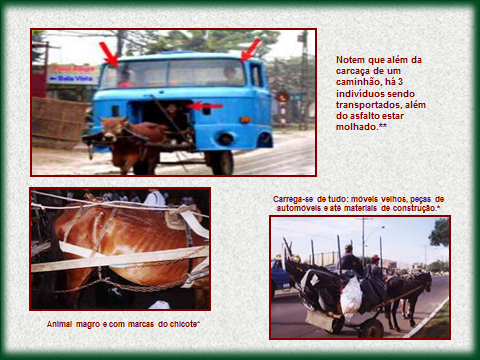 Notem que além da
carcaça de um
caminhão, há 3
indivíduos sendo
transportados, além
do asfalto estar
molhado.**
Bela Vista
Carrega-se de tudo: móveis velhos, peças de
automóveis e até materiais de construção.*
Animal magro e com marcas do chicote*